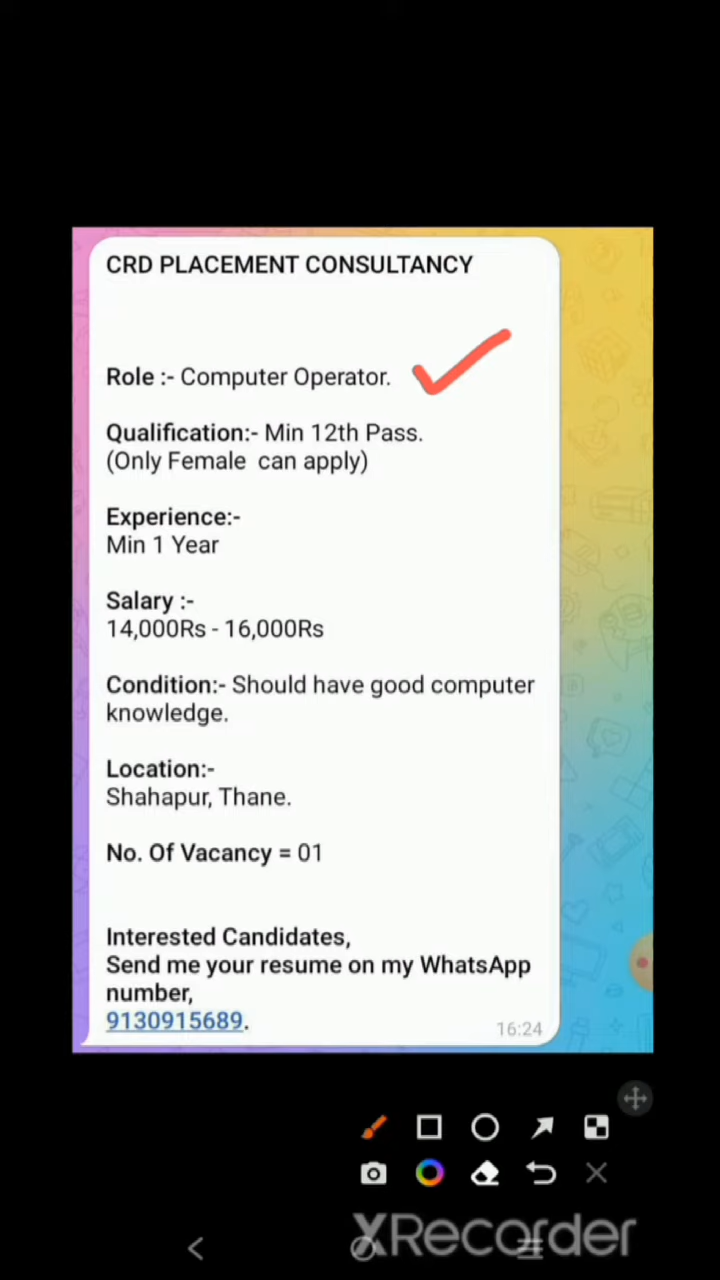 CRD PLACEMENT CONSULTANCY
Role :- Computer Operator.
Qualification:- Min 12th Pass.
(Only Female can apply)
Experience:-
Min 1 Year
Salary :-
14,000Rs - 16,000Rs
Condition:- Should have good computer
knowledge.
Location:-
Shahapur, Thane.
No. Of Vacancy = 01
Interested Candidates,
Send me your resume on my WhatsApp
number,
9130915689.
16:24
XRecorder